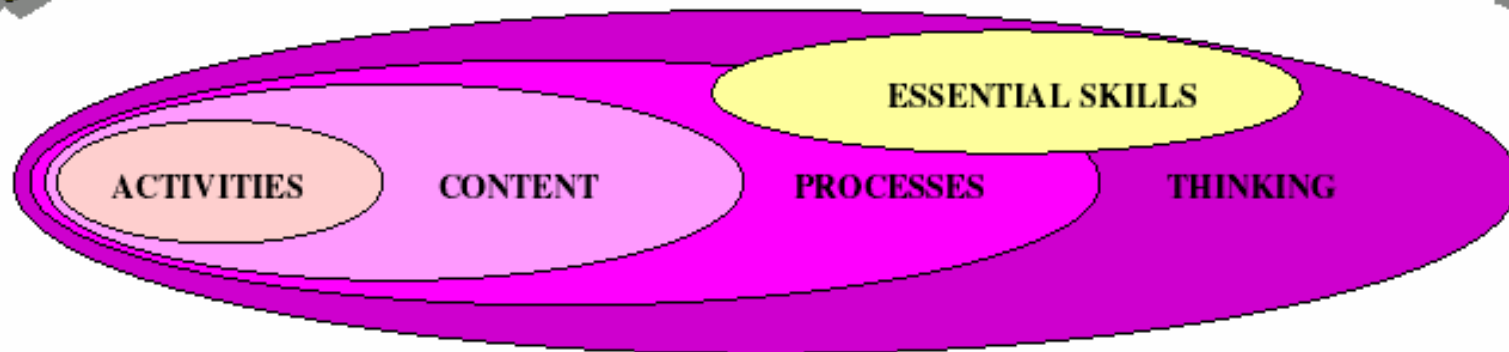 ESSENTIAL SKILLS
ACTIVITIES CONTENT PROCESSES THINKING